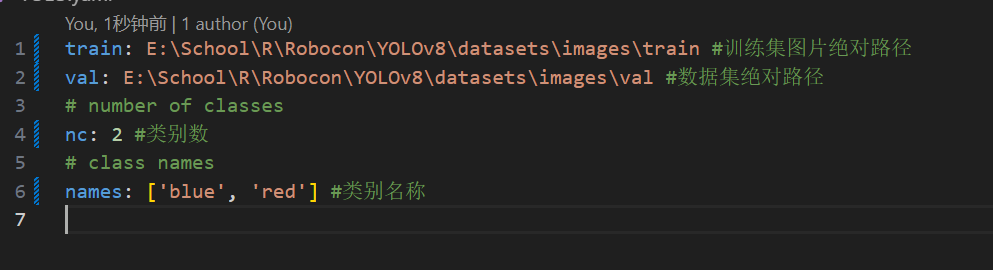 You, 1秒钟前 | 1 author (You)
1 train: E:\School\R\Robocon\YOLOv8\datasets\images\train #训练集图片绝对路径
2 val: E:\School\R\Robocon\YOLOv8\datasets\images\val #数据集绝对路径
3 # number of classes
4 nc: 2 #类别数
5 # class names
6 names: ['blue', 'red'] #类别名称
7